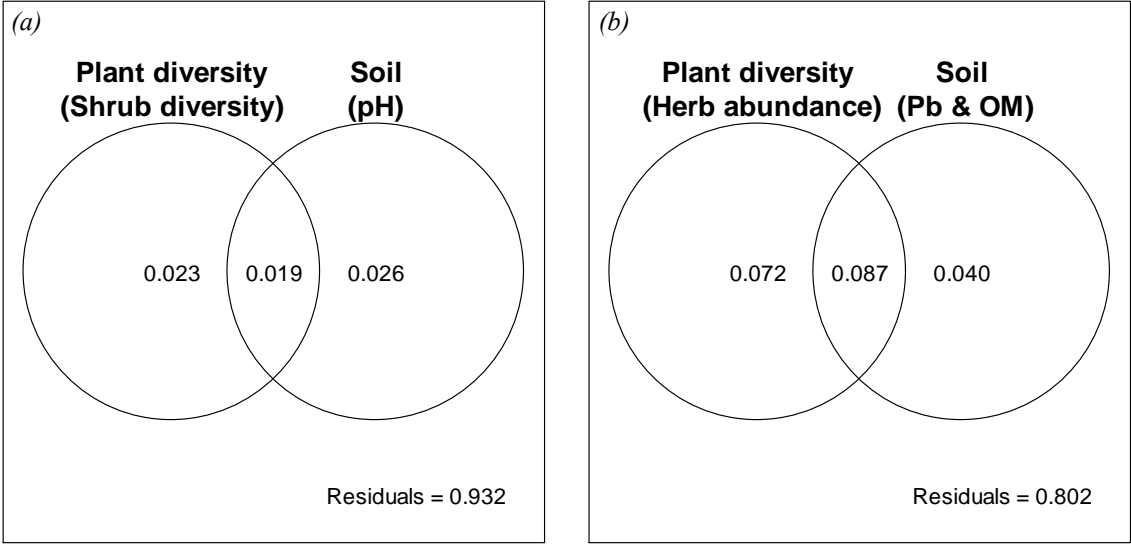 (a)
Plant diversity
(Shrub diversity)
Soil
(pH)
0.023
0.019
0.026
Residuals = 0.932
(b)
Plant diversity
(Herb abundance)
Soil
(Pb & OM)
0.072
0.087
0.040
Residuals = 0.802